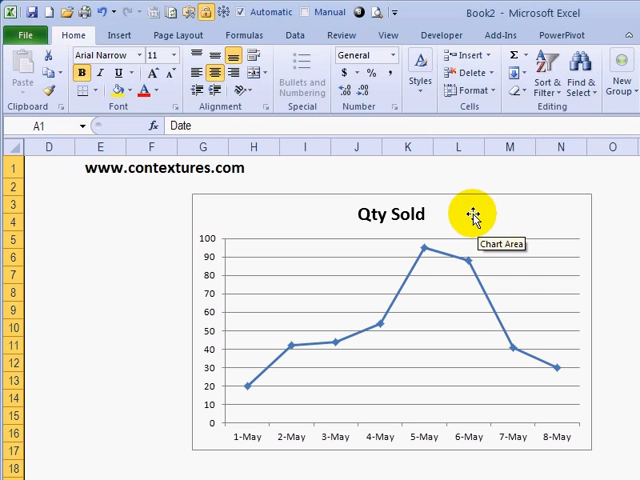 Automatic Manual Book2 - Microsoft Excel
File Home Insert Page Layout Formulas Data Review View Developer Add-Ins PowerPivot
Arial Narrow 11 General Insert Σ
Paste B I U Styles Delete Sort & Filter Find & Select New Group
Bullets and Numbering $ % , Format
Clipboard Font Alignment Special Number Cells Editing
A1 fx Date
D E F G H I J K L M N O
1 www.contextures.com
2
3
4 Qty Sold
Chart Area
5 100
6 90
7 80
8 70
9 60
10 50
11 40
12 30
13 20
14 10
15 0
16 1-May 2-May 3-May 4-May 5-May 6-May 7-May 8-May
17
18